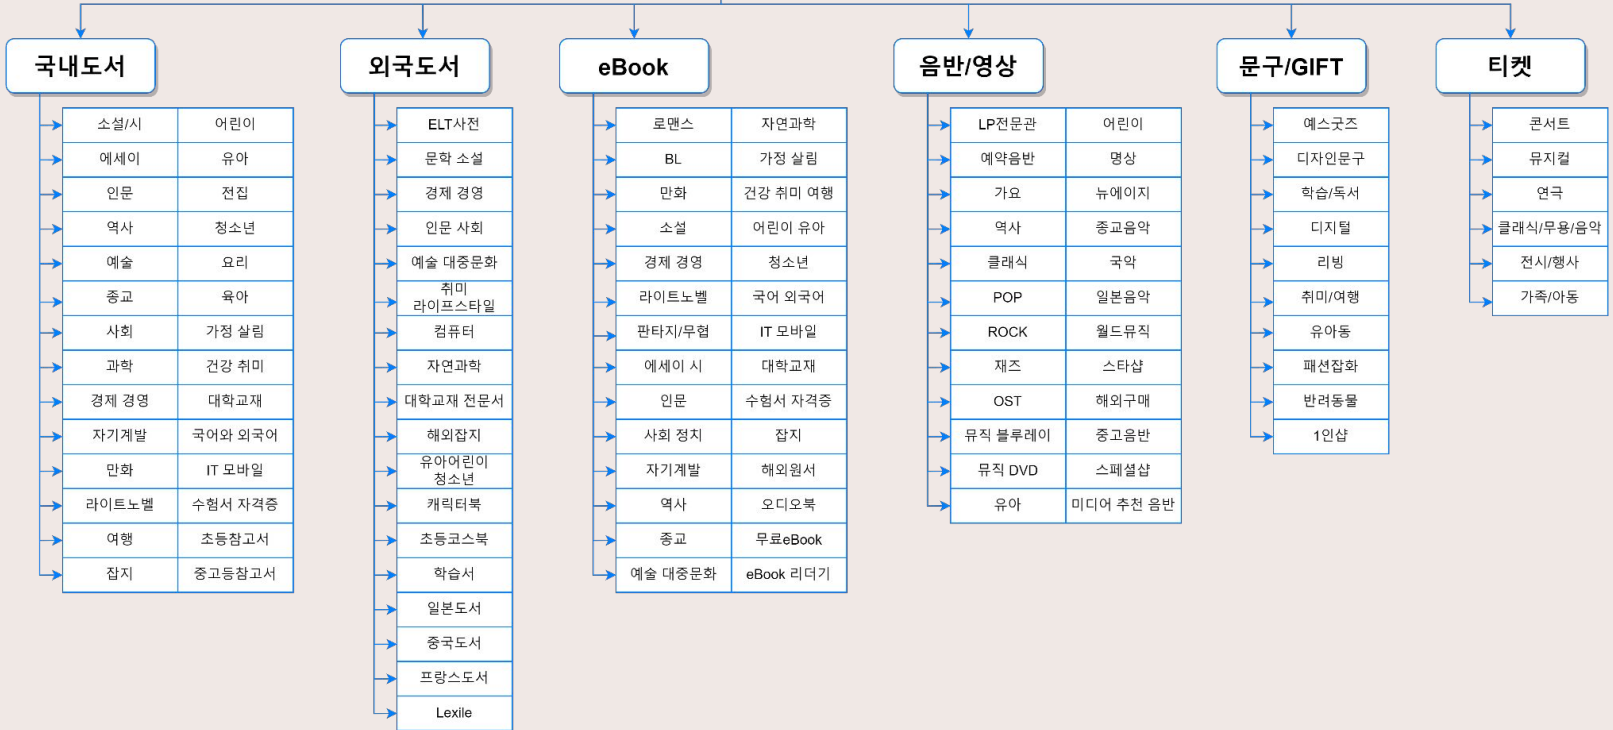 국내도서
소설/시 어린이
에세이 유아
인문 전집
역사 청소년
예술 요리
종교 육아
사회 가정 살림
과학 건강 취미
경제 경영 대학교재
자기계발 국어와 외국어
만화 IT 모바일
라이트노벨 수험서 자격증
여행 초등참고서
잡지 중고등참고서
외국도서
ELT사전
문학 소설
경제 경영
인문 사회
예술 대중문화
취미
라이프스타일
컴퓨터
자연과학
대학교재 전문서
해외잡지
유아어린이
청소년
캐릭터북
초등코스북
학습서
일본도서
중국도서
프랑스도서
Lexile
eBook
로맨스 자연과학
BL 가정 살림
만화 건강 취미 여행
소설 어린이 유아
경제 경영 청소년
라이트노벨 국어 외국어
판타지/무협 IT 모바일
에세이 시 대학교재
인문 수험서 자격증
사회 정치 잡지
자기계발 해외원서
역사 오디오북
종교 무료eBook
예술 대중문화 eBook 리더기
음반/영상
LP전문관 어린이
예약음반 명상
가요 뉴에이지
역사 종교음악
클래식 국악
POP 일본음악
ROCK 월드뮤직
재즈 스타샵
OST 해외구매
뮤직 블루레이 중고음반
뮤직 DVD 스페셜샵
유아 미디어 추천 음반
문구/GIFT
예스굿즈
디자인문구
학습/독서
디지털
리빙
취미/여행
유아동
패션잡화
반려동물
1인샵
티켓
콘서트
뮤지컬
연극
클래식/무용/음악
전시/행사
가족/아동